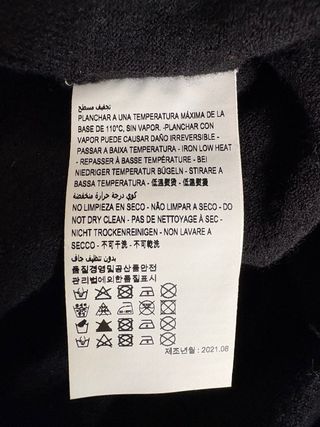 تجفيف مسطح
PLANCHAR A UNA TEMPERATURA MÁXIMA DE LA
BASE DE 110°C, SIN VAPOR. -PLANCHAR CON
VAPOR PUEDE CAUSAR DAÑO IRREVERSIBLE -
PASSAR A BAIXA TEMPERATURA - IRON LOW HEAT
- REPASSER À BASSE TEMPÉRATURE - BEI
NIEDRIGER TEMPERATUR BÜGELN - STIRARE A
BASSA TEMPERATURA - 低温熨烫 - 低溫熨燙
كوي درجة حرارة منخفضة
NO LIMPIEZA EN SECO - NÃO LIMPAR A SECO - DO
NOT DRY CLEAN - PAS DE NETTOYAGE À SEC -
NICHT TROCKENREINIGEN - NON LAVARE A
SECCO - 不可干洗 - 不可乾洗
بدون تنظيف جاف
품질경영및공산품안전
관리법에의한품질표시
제조년월 : 2021.08